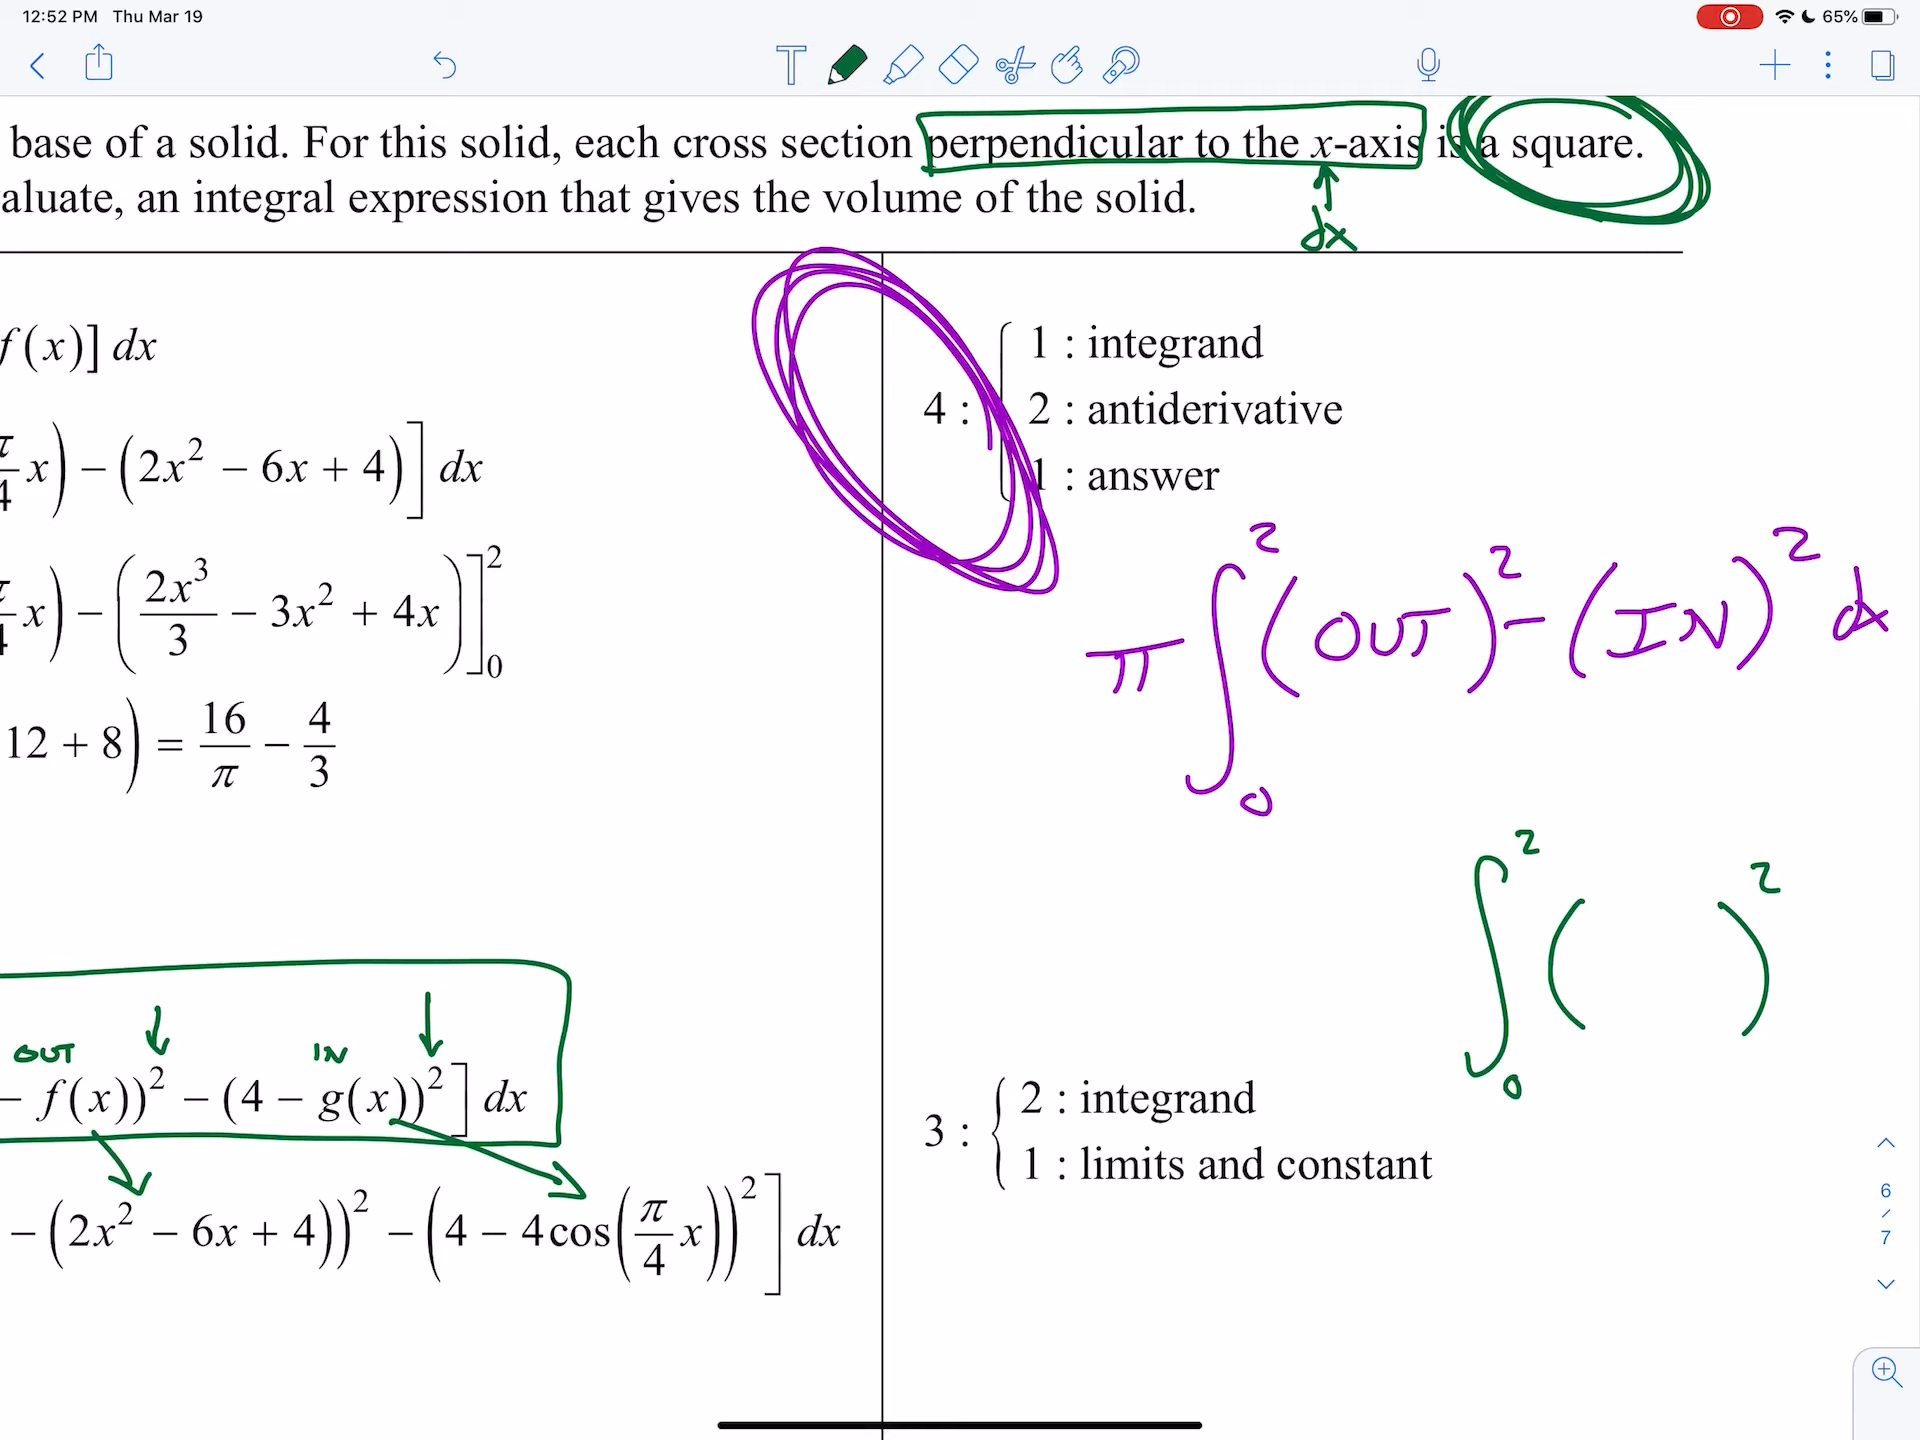 12:52 PM Thu Mar 19 65%
base of a solid. For this solid, each cross section perpendicular to the x-axis is a square.
aluate, an integral expression that gives the volume of the solid.
dx
f(x)] dx
π/4 x) − (2x² − 6x + 4)] dx
π/4 x) − (2x³/3 − 3x² + 4x)]₀²
12 + 8) = 16/π − 4/3
4 : { 1 : integrand
2 : antiderivative
1 : answer
π ∫₀² (OUT)² − (IN)² dx
∫₀² ( )²
OUT IN
− f(x))² − (4 − g(x))²] dx
− (2x² − 6x + 4))² − (4 − 4cos(π/4 x))²] dx
3 : { 2 : integrand
1 : limits and constant
6
/
7